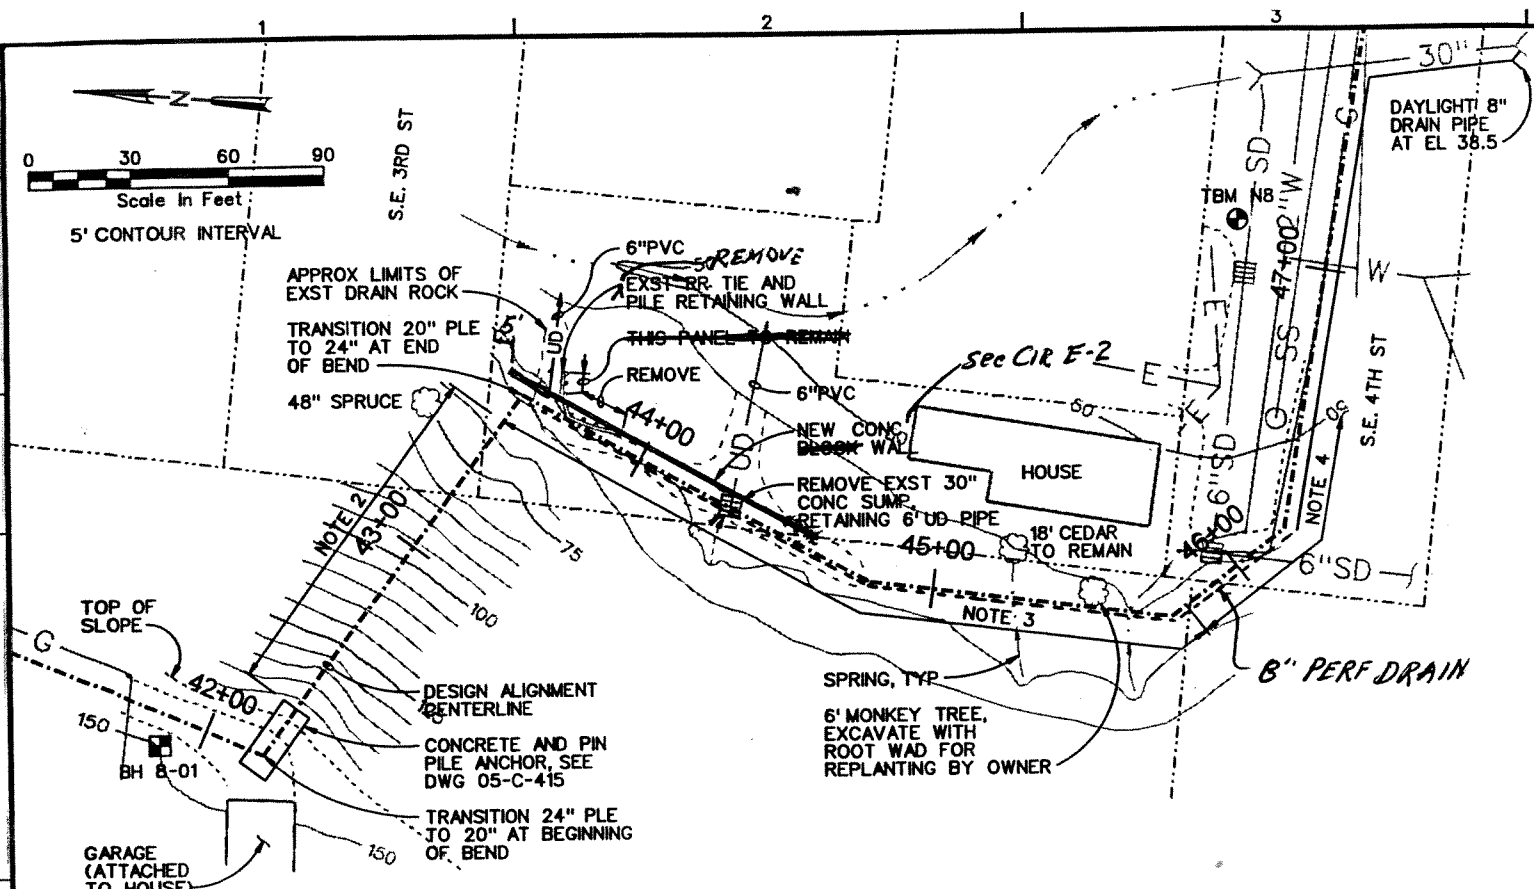 1
2
3
N
0 30 60 90
Scale In Feet
5' CONTOUR INTERVAL
S.E. 3RD ST
30"
DAYLIGHT 8"
DRAIN PIPE
AT EL 38.5
G
SD
2"W
TBM N8
47+00
W
E
SS
S.E. 4TH ST
6"PVC
REMOVE
50
EXST RR TIE AND
PILE RETAINING WALL
THIS PANEL TO REMAIN
REMOVE
APPROX LIMITS OF
EXST DRAIN ROCK
TRANSITION 20" PLE
TO 24" AT END
OF BEND
48" SPRUCE
5'
UD
44+00
6"PVC
UD
NEW CONC
BLOCK WALL
REMOVE EXST 30"
CONC SUMP,
RETAINING 6' UD PIPE
see CIR E-2
60
50
E
E
HOUSE
6"SD
NOTE 4
46+00
6"SD
45+00
18' CEDAR
TO REMAIN
NOTE 3
NOTE 2
43+00
75
100
TOP OF
SLOPE
G
42+00
150
BH 8-01
DESIGN ALIGNMENT
CENTERLINE
CONCRETE AND PIN
PILE ANCHOR, SEE
DWG 05-C-415
TRANSITION 24" PLE
TO 20" AT BEGINNING
OF BEND
150
GARAGE
(ATTACHED
TO HOUSE)
SPRING, TYP
6' MONKEY TREE,
EXCAVATE WITH
ROOT WAD FOR
REPLANTING BY OWNER
8" PERF DRAIN